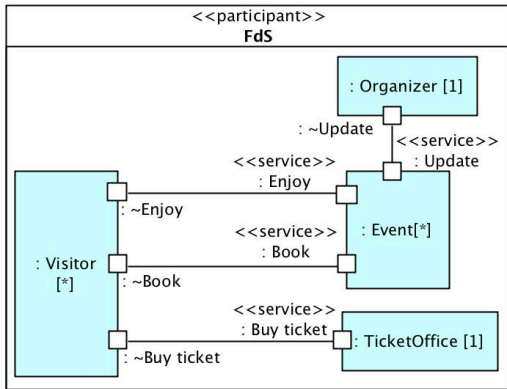 <<participant>>
FdS
: Organizer [1]
: ~Update
<<service>>
: Update
<<service>>
: Enjoy
: ~Enjoy
<<service>>
: Book
: Event[*]
: Visitor
[*]
: ~Book
<<service>>
: Buy ticket
: TicketOffice [1]
: ~Buy ticket